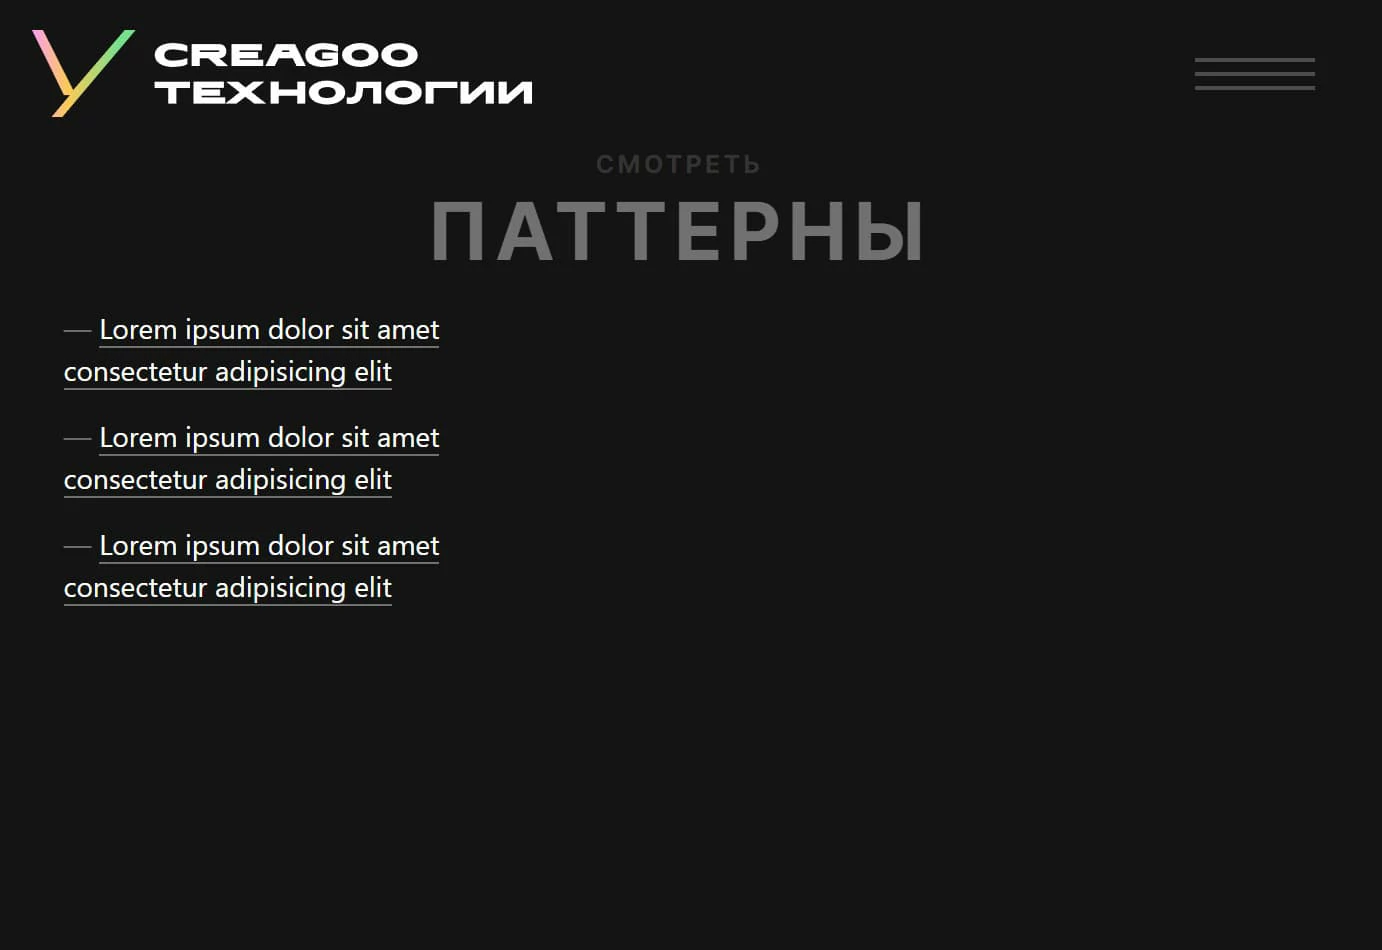 CREAGOO
ТЕХНОЛОГИИ
СМОТРЕТЬ
ПАТТЕРНЫ
— Lorem ipsum dolor sit amet
consectetur adipisicing elit
— Lorem ipsum dolor sit amet
consectetur adipisicing elit
— Lorem ipsum dolor sit amet
consectetur adipisicing elit